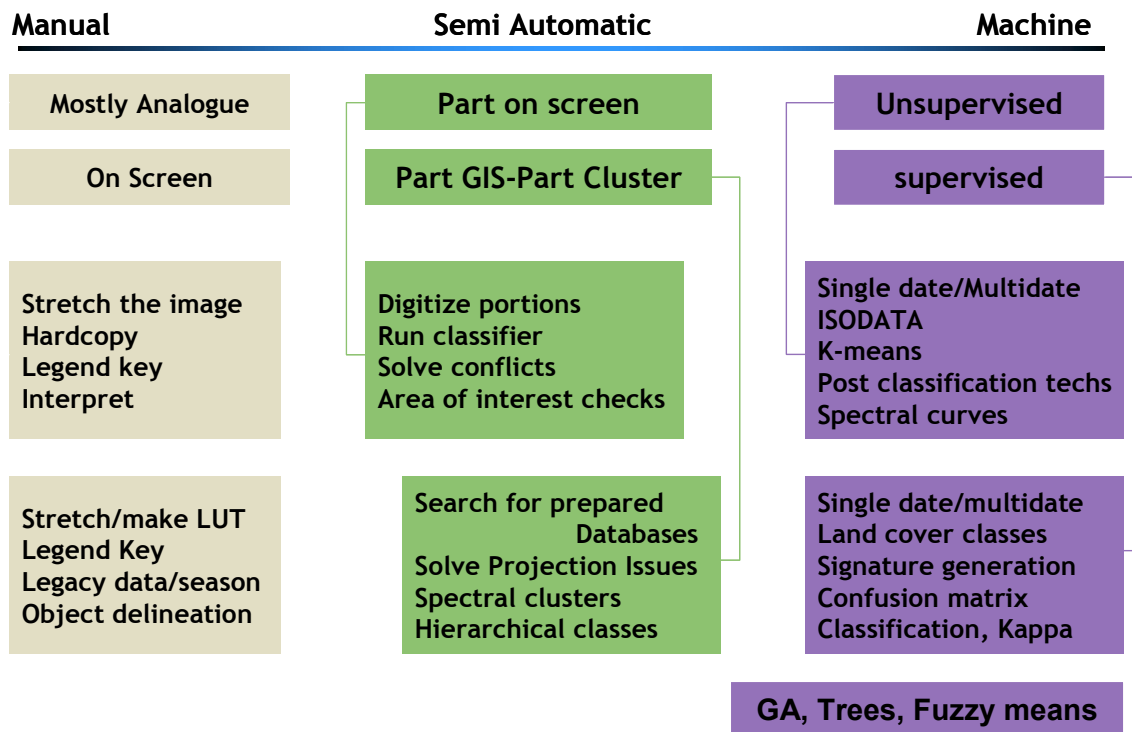 Manual
Semi Automatic
Machine
Mostly Analogue
Part on screen
Unsupervised
On Screen
Part GIS-Part Cluster
supervised
Stretch the image
Hardcopy
Legend key
Interpret
Digitize portions
Run classifier
Solve conflicts
Area of interest checks
Single date/Multidate
ISODATA
K-means
Post classification techs
Spectral curves
Stretch/make LUT
Legend Key
Legacy data/season
Object delineation
Search for prepared
Databases
Solve Projection Issues
Spectral clusters
Hierarchical classes
Single date/multidate
Land cover classes
Signature generation
Confusion matrix
Classification, Kappa
GA, Trees, Fuzzy means